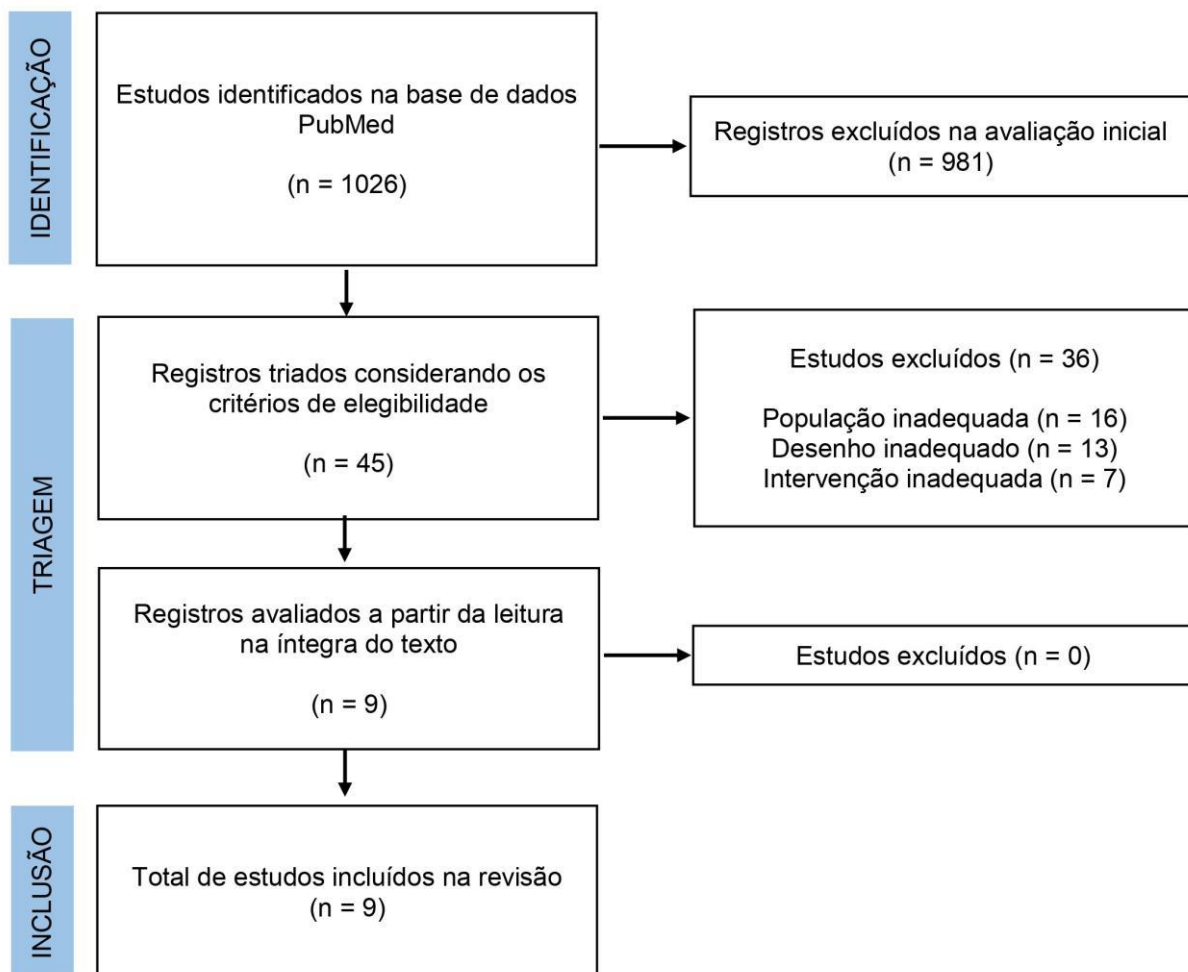 IDENTIFICAÇÃO
Estudos identificados na base de dados
PubMed
(n = 1026)
Registros excluídos na avaliação inicial
(n = 981)
TRIAGEM
Registros triados considerando os
critérios de elegibilidade
(n = 45)
Estudos excluídos (n = 36)
População inadequada (n = 16)
Desenho inadequado (n = 13)
Intervenção inadequada (n = 7)
Registros avaliados a partir da leitura
na íntegra do texto
(n = 9)
Estudos excluídos (n = 0)
INCLUSÃO
Total de estudos incluídos na revisão
(n = 9)